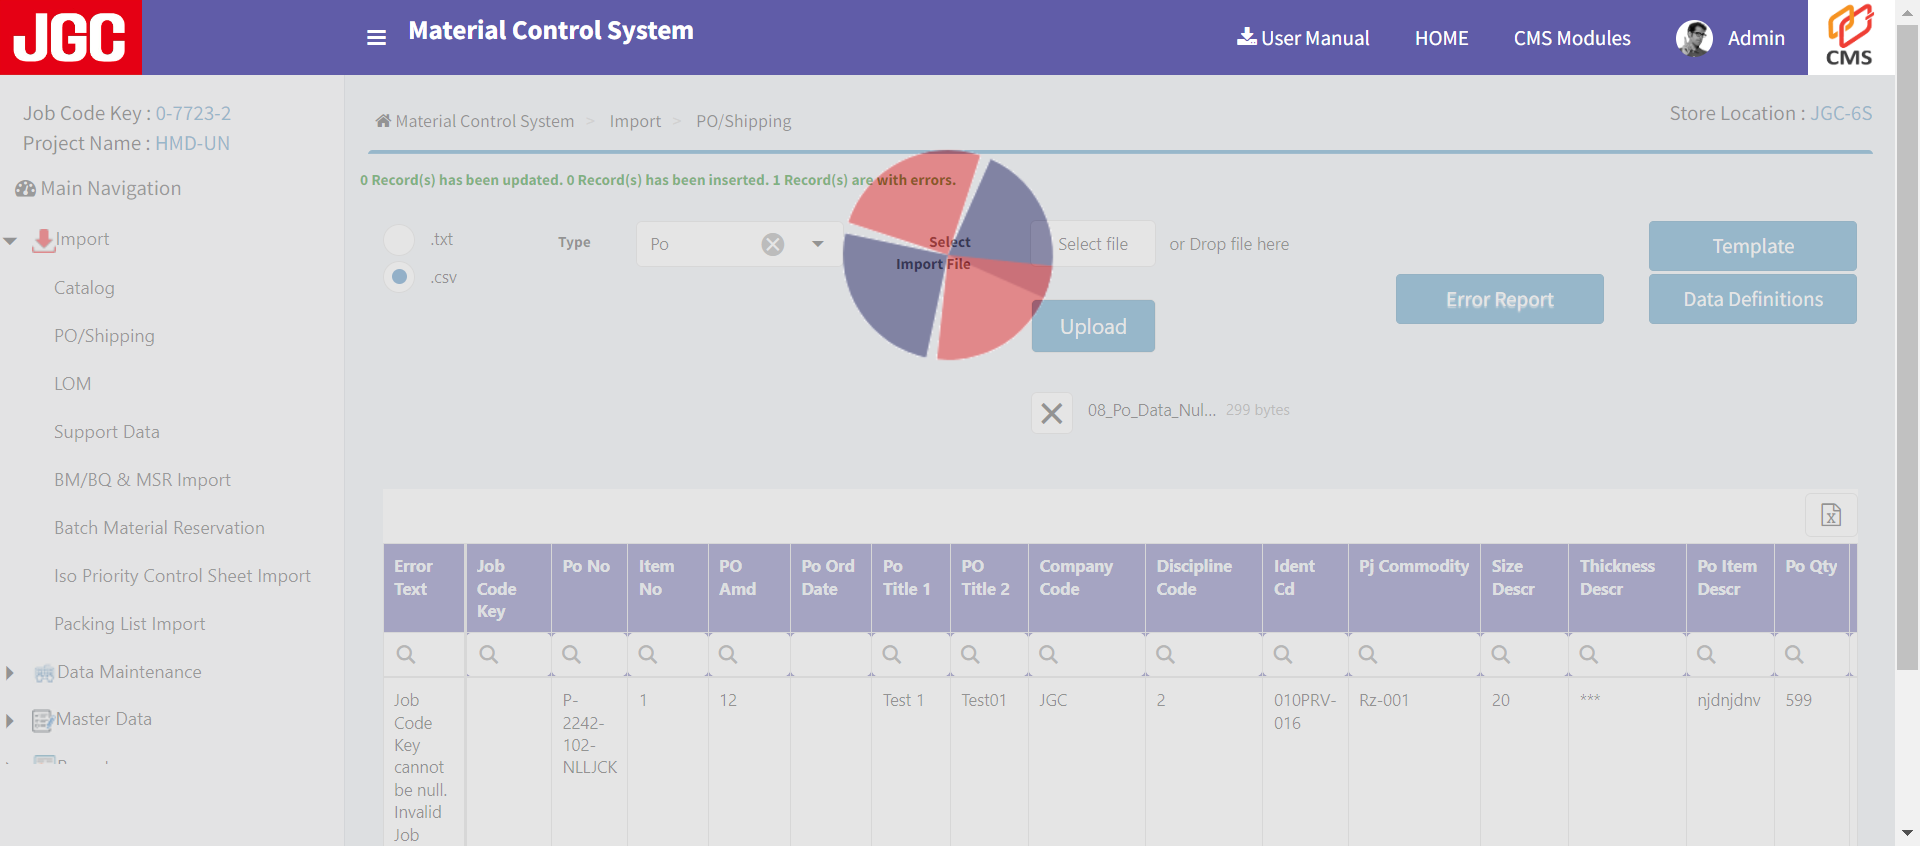 JGC
Material Control System
User Manual
HOME
CMS Modules
Admin
CMS
Job Code Key : 0-7723-2
Project Name : HMD-UN
Main Navigation
Import
Catalog
PO/Shipping
LOM
Support Data
BM/BQ & MSR Import
Batch Material Reservation
Iso Priority Control Sheet Import
Packing List Import
Data Maintenance
Master Data
Material Control System > Import > PO/Shipping
Store Location : JGC-6S
0 Record(s) has been updated. 0 Record(s) has been inserted. 1 Record(s) are with errors.
.txt
.csv
Type
Po
Select
Import File
Select file
or Drop file here
Upload
Error Report
Template
Data Definitions
08_Po_Data_Nul...
299 bytes
Error
Text
Job
Code
Key
Po No
Item
No
PO
Amd
Po Ord
Date
Po
Title 1
PO
Title 2
Company
Code
Discipline
Code
Ident
Cd
Pj Commodity
Size
Descr
Thickness
Descr
Po Item
Descr
Po Qty
Job
Code
Key
cannot
be null.
Invalid
Job
P-
2242-
102-
NLLJCK
1
12
Test 1
Test01
JGC
2
010PRV-
016
Rz-001
20
***
njdnjdnv
599